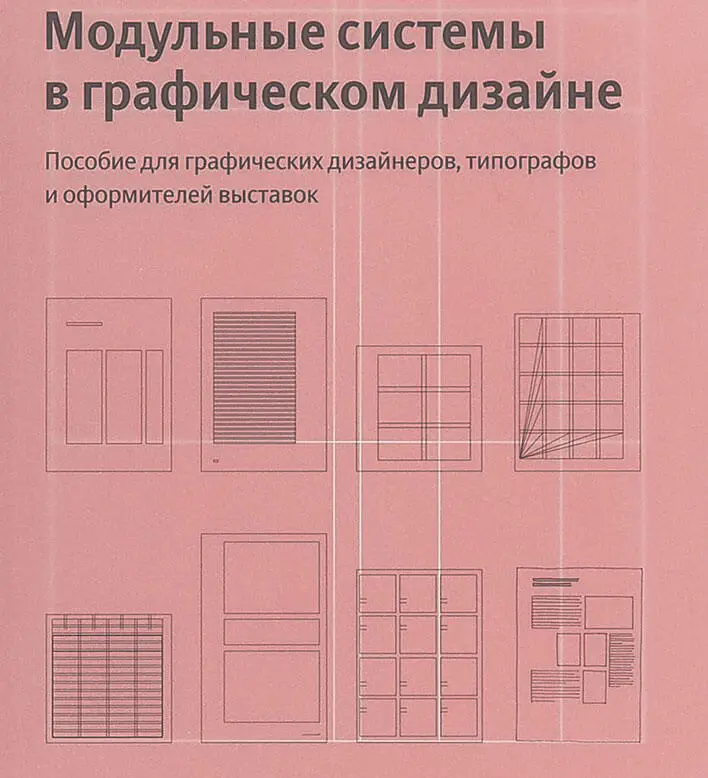 Модульные системы
в графическом дизайне
Пособие для графических дизайнеров, типографов
и оформителей выставок